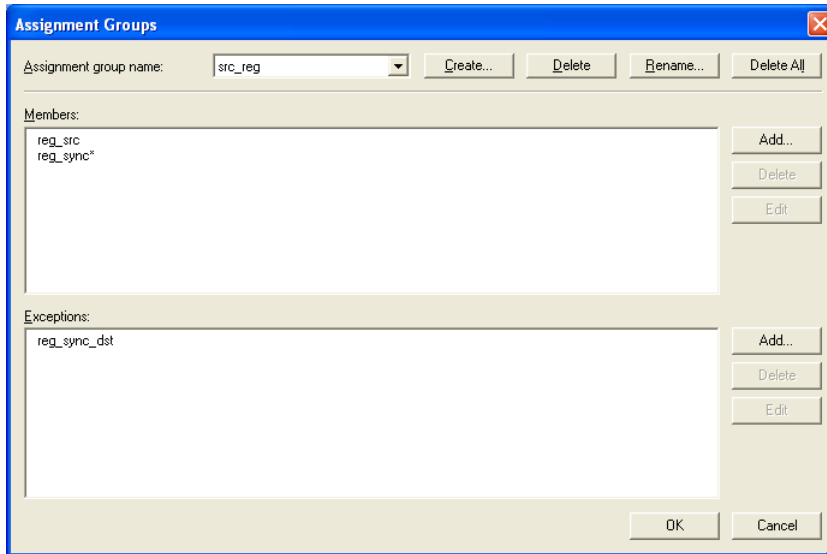 Assignment Groups
Assignment group name: src_reg Create... Delete Rename... Delete All
Members:
reg_src
reg_sync*
Add...
Delete
Edit
Exceptions:
reg_sync_dst
Add...
Delete
Edit
OK Cancel